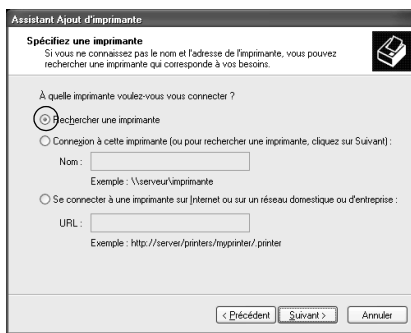 Assistant Ajout d'imprimante
Spécifiez une imprimante
Si vous ne connaissez pas le nom et l'adresse de l'imprimante, vous pouvez
rechercher une imprimante qui corresponde à vos besoins.
À quelle imprimante voulez-vous vous connecter ?
Rechercher une imprimante
Connexion à cette imprimante (ou pour rechercher une imprimante, cliquez sur Suivant) :
Nom :
Exemple : \\serveur\imprimante
Se connecter à une imprimante sur Internet ou sur un réseau domestique ou d'entreprise :
URL :
Exemple : http://server/printers/myprinter/.printer
< Précédent Suivant > Annuler